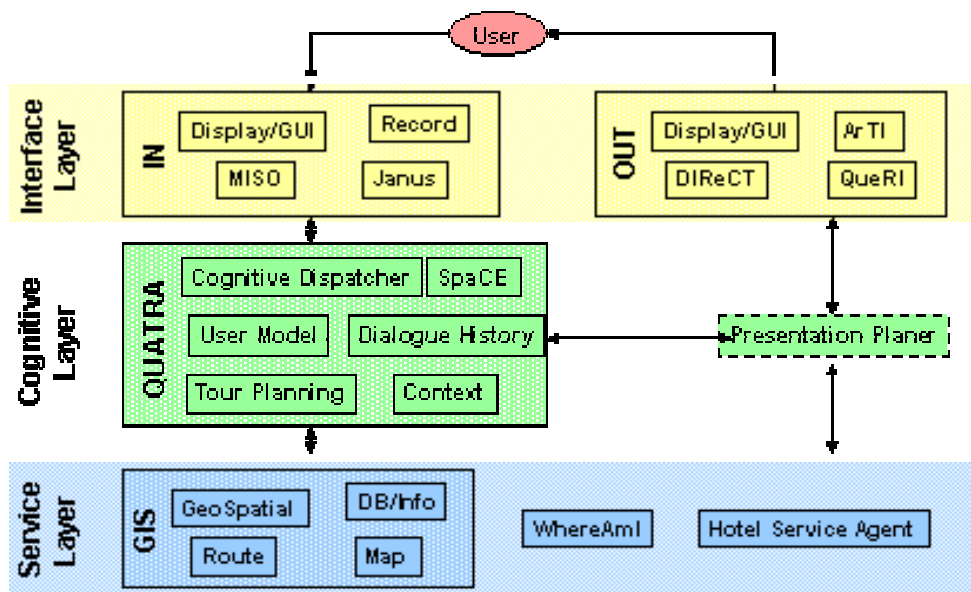 User
Interface
Layer
IN
Display/GUI
Record
MISO
Janus
OUT
Display/GUI
ArTI
DIReCT
QueRI
Cognitive
Layer
QUATRA
Cognitive Dispatcher
SpaCE
User Model
Dialogue History
Tour Planning
Context
Presentation Planer
Service
Layer
GIS
GeoSpatial
DB/Info
Route
Map
WhereAmI
Hotel Service Agent